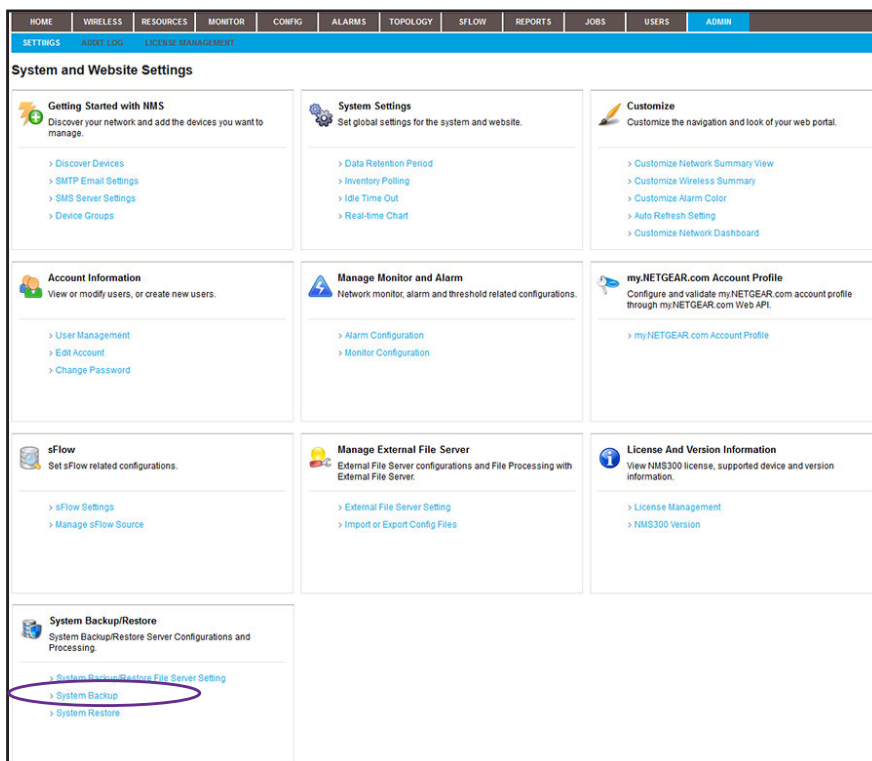 HOME WIRELESS RESOURCES MONITOR CONFIG ALARMS TOPOLOGY SFLOW REPORTS JOBS USERS ADMIN
SETTINGS AUDIT LOG LICENSE MANAGEMENT
System and Website Settings
Getting Started with NMS
Discover your network and add the devices you want to
manage.
> Discover Devices
> SMTP Email Settings
> SMS Server Settings
> Device Groups
System Settings
Set global settings for the system and website.
> Data Retention Period
> Inventory Polling
> Idle Time Out
> Real-time Chart
Customize
Customize the navigation and look of your web portal.
> Customize Network Summary View
> Customize Wireless Summary
> Customize Alarm Color
> Auto Refresh Setting
> Customize Network Dashboard
Account Information
View or modify users, or create new users.
> User Management
> Edit Account
> Change Password
Manage Monitor and Alarm
Network monitor, alarm and threshold related configurations.
> Alarm Configuration
> Monitor Configuration
my.NETGEAR.com Account Profile
Configure and validate my.NETGEAR.com account profile
through my.NETGEAR.com Web API.
> my.NETGEAR.com Account Profile
sFlow
Set sFlow related configurations.
> sFlow Settings
> Manage sFlow Source
Manage External File Server
External File Server configurations and File Processing with
External File Server.
> External File Server Setting
> Import or Export Config Files
License And Version Information
View NMS300 license, supported device and version
information.
> License Management
> NMS300 Version
System Backup/Restore
System Backup/Restore Server Configurations and
Processing.
> System Backup/Restore File Server Setting
> System Backup
> System Restore